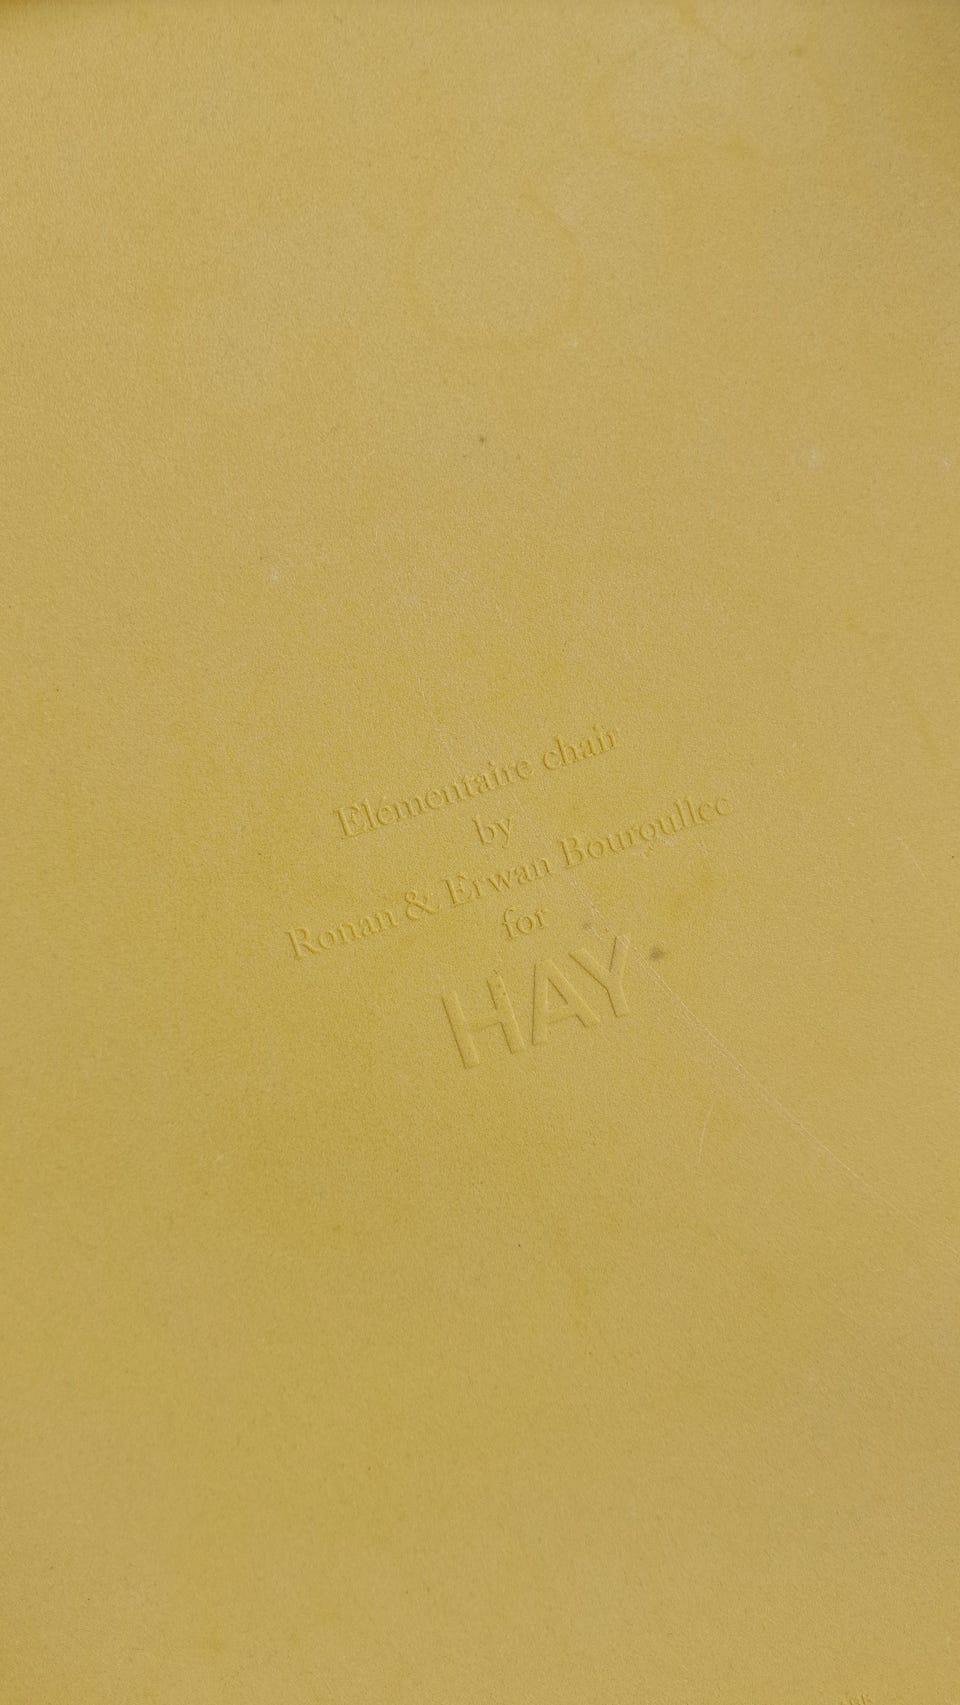 Elémentaire chair
by
Ronan & Erwan Bouroullec
for
HAY